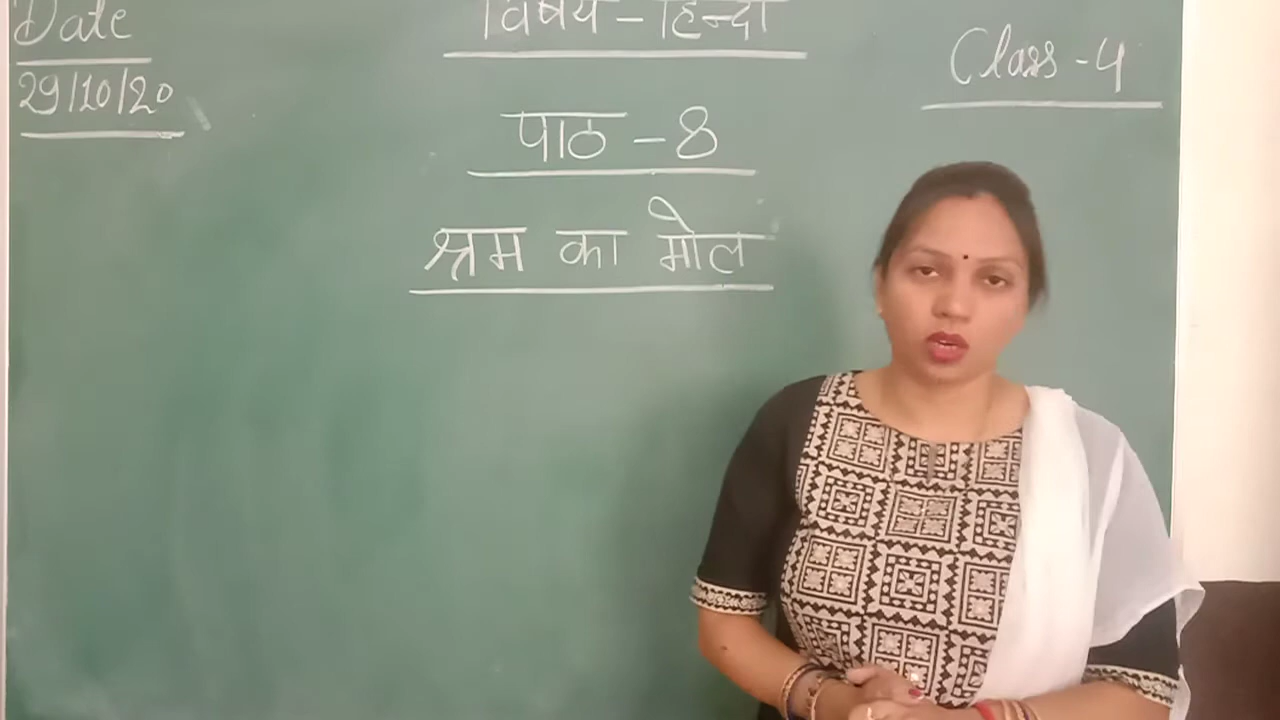 Date
29/10/20
विषय - हिन्दी
Class - 4
पाठ - 8
श्रम का मोल